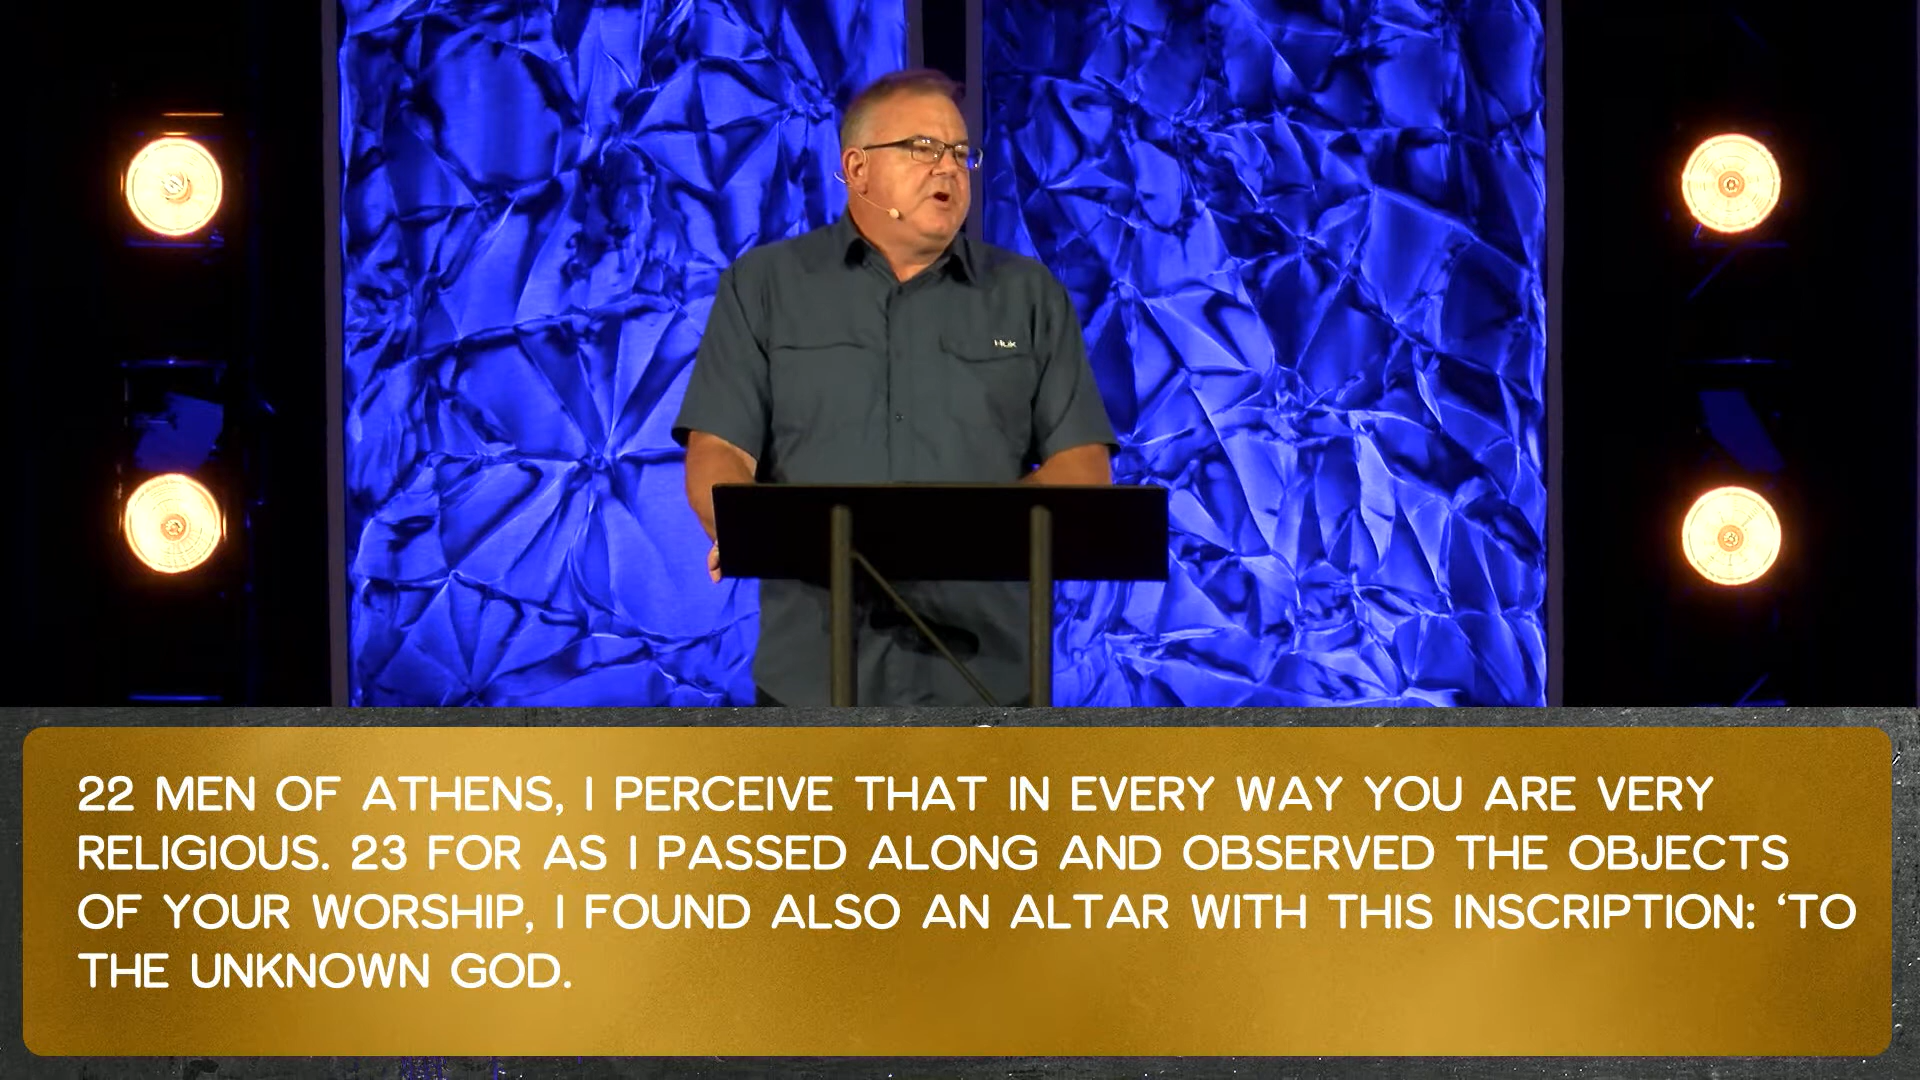 HUK
22 MEN OF ATHENS, I PERCEIVE THAT IN EVERY WAY YOU ARE VERY
RELIGIOUS. 23 FOR AS I PASSED ALONG AND OBSERVED THE OBJECTS
OF YOUR WORSHIP, I FOUND ALSO AN ALTAR WITH THIS INSCRIPTION: ‘TO
THE UNKNOWN GOD.